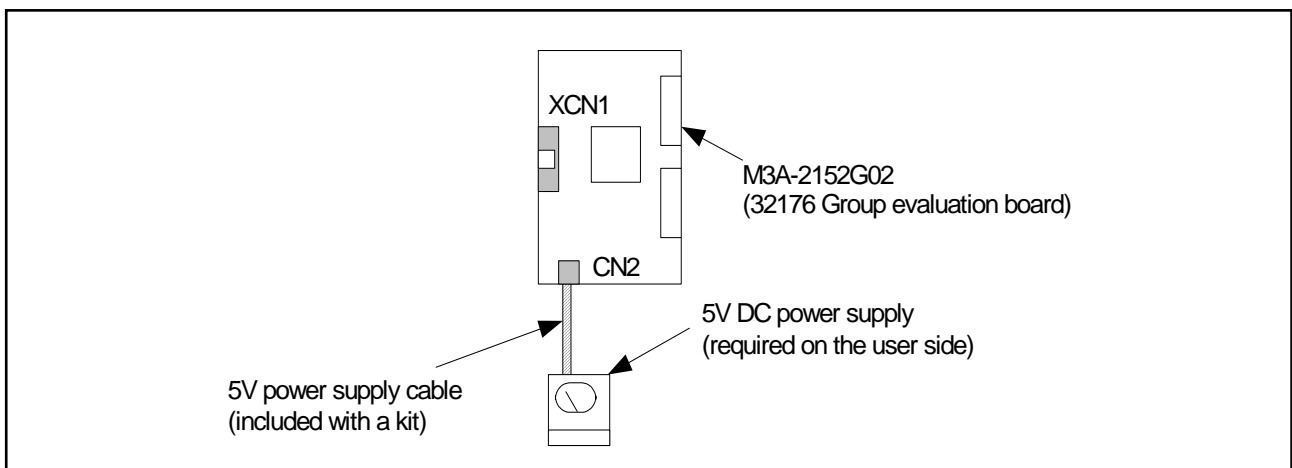 XCN1
M3A-2152G02
(32176 Group evaluation board)
CN2
5V DC power supply
(required on the user side)
5V power supply cable
(included with a kit)